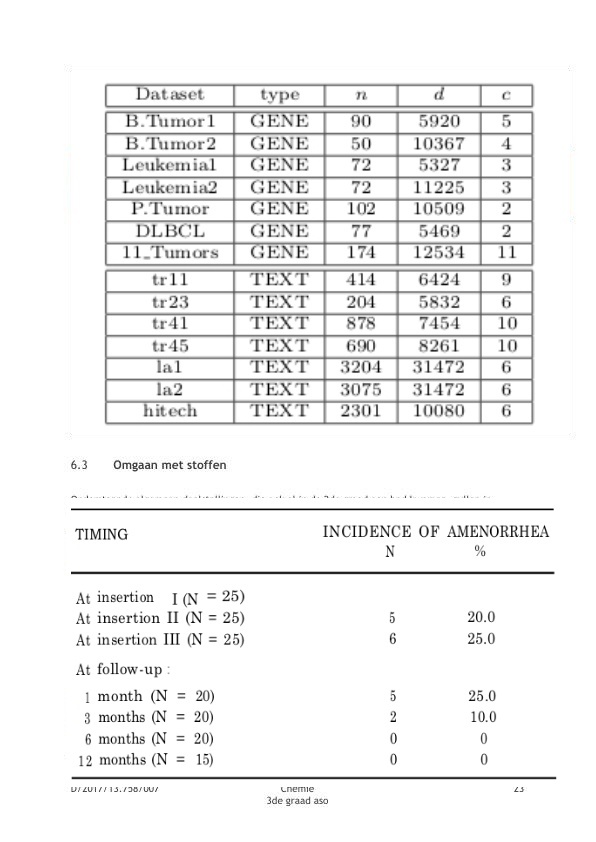 Dataset type n d c
B.Tumor1 GENE 90 5920 5
B.Tumor2 GENE 50 10367 4
Leukemia1 GENE 72 5327 3
Leukemia2 GENE 72 11225 3
P.Tumor GENE 102 10509 2
DLBCL GENE 77 5469 2
11_Tumors GENE 174 12534 11
tr11 TEXT 414 6424 9
tr23 TEXT 204 5832 6
tr41 TEXT 878 7454 10
tr45 TEXT 690 8261 10
la1 TEXT 3204 31472 6
la2 TEXT 3075 31472 6
hitech TEXT 2301 10080 6
6.3 Omgaan met stoffen
TIMING INCIDENCE OF AMENORRHEA
N %
At insertion I (N = 25)
At insertion II (N = 25) 5 20.0
At insertion III (N = 25) 6 25.0
At follow-up :
1 month (N = 20) 5 25.0
3 months (N = 20) 2 10.0
6 months (N = 20) 0 0
12 months (N = 15) 0 0
D/2017/13.758/007 Chemie 23
3de graad aso